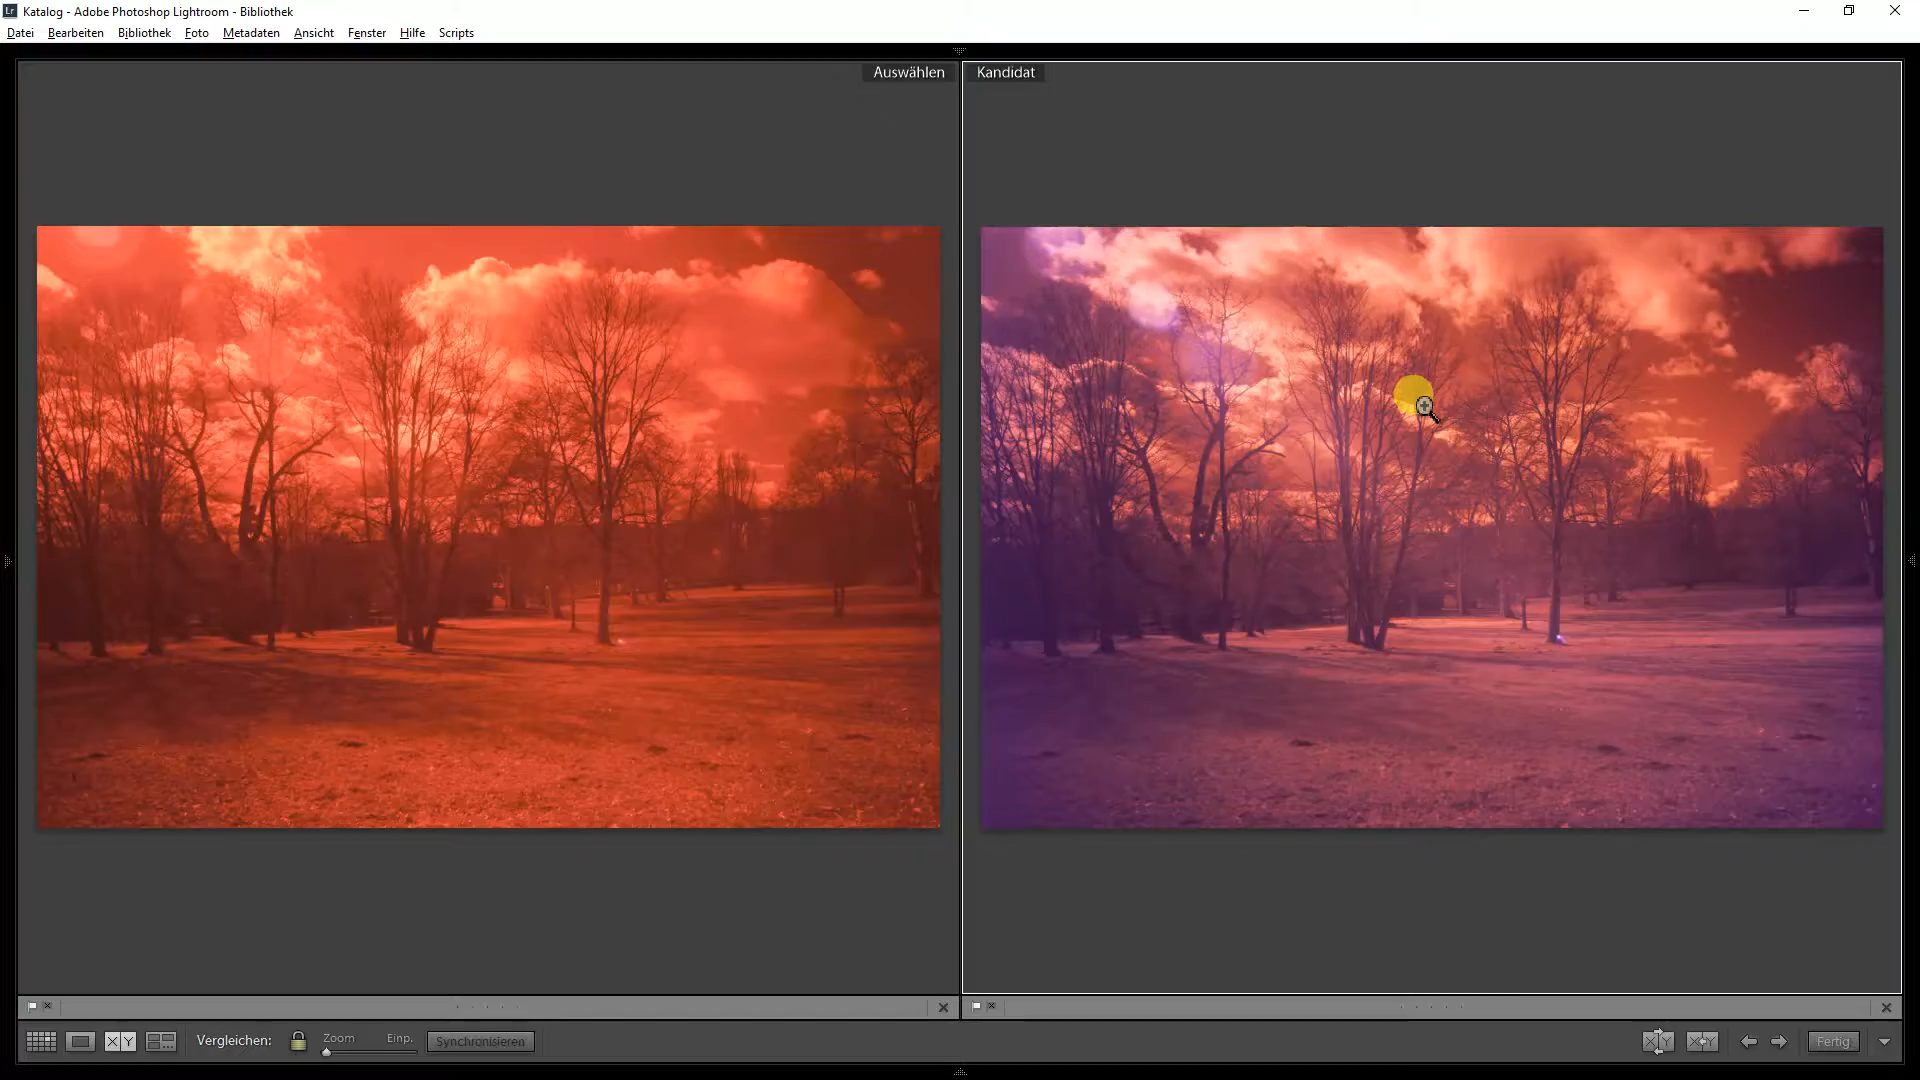 Katalog - Adobe Photoshop Lightroom - Bibliothek
Datei Bearbeiten Bibliothek Foto Metadaten Ansicht Fenster Hilfe Scripts
Auswählen Kandidat
Vergleichen: Zoom Einp. Synchronisieren Fertig